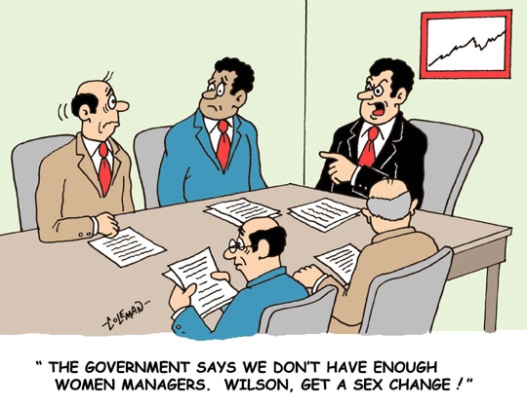 COLEMAN
" THE GOVERNMENT SAYS WE DON'T HAVE ENOUGH
WOMEN MANAGERS. WILSON, GET A SEX CHANGE ! "